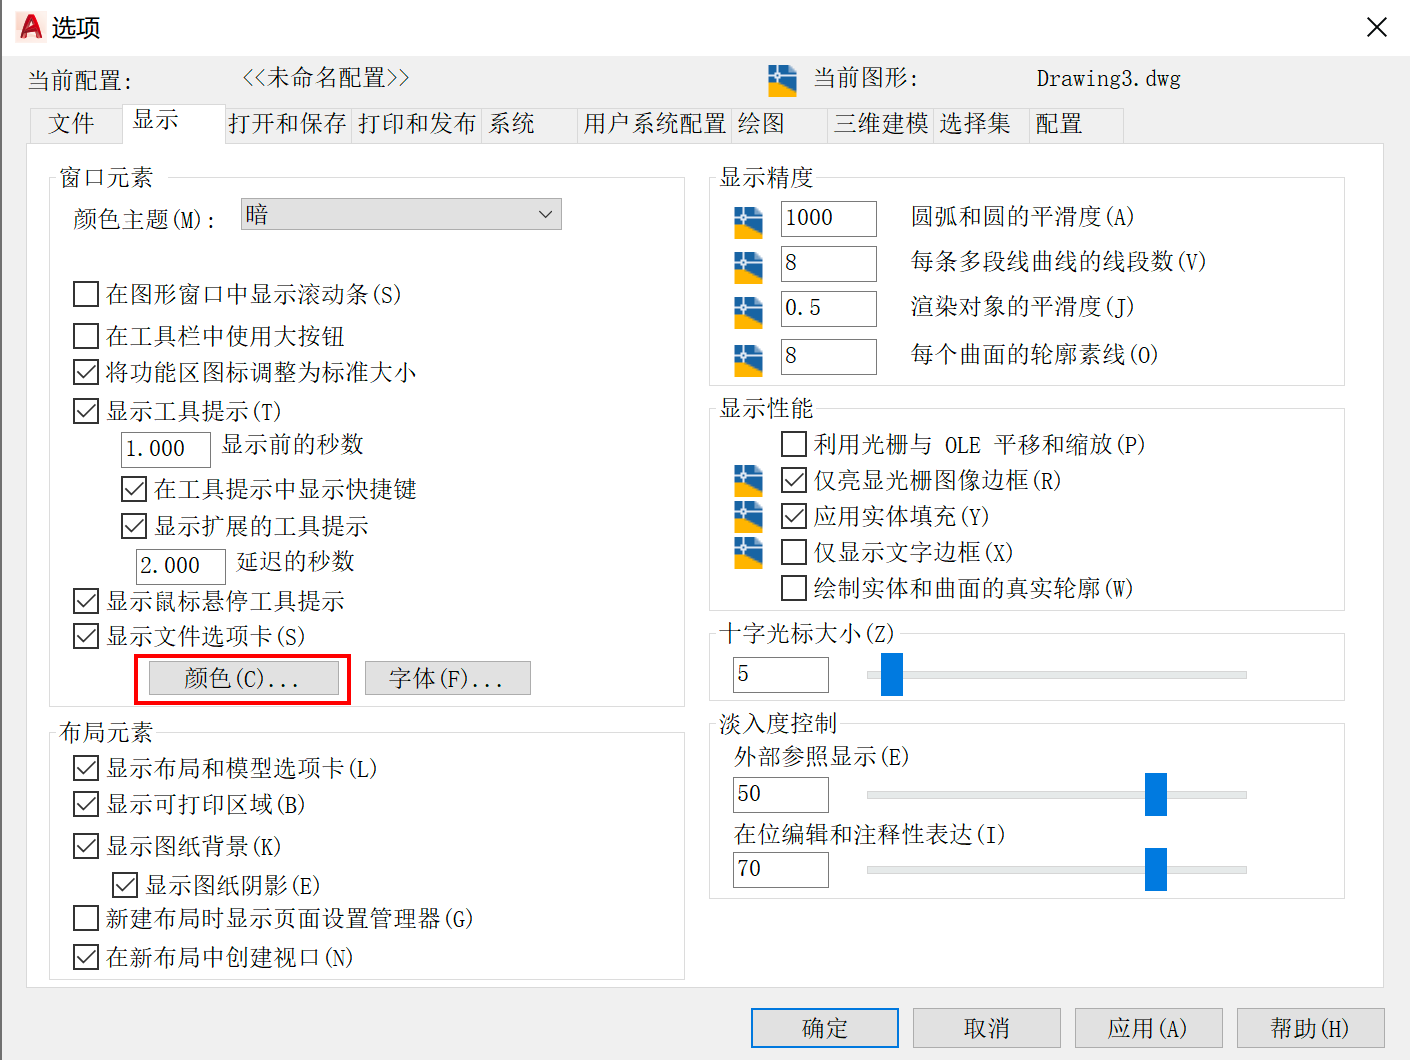 选项
当前配置:
<<未命名配置>>
当前图形:
Drawing3.dwg
文件
显示
打开和保存
打印和发布
系统
用户系统配置
绘图
三维建模
选择集
配置
窗口元素
颜色主题(M):
暗
在图形窗口中显示滚动条(S)
在工具栏中使用大按钮
将功能区图标调整为标准大小
显示工具提示(T)
1.000 显示前的秒数
在工具提示中显示快捷键
显示扩展的工具提示
2.000 延迟的秒数
显示鼠标悬停工具提示
显示文件选项卡(S)
颜色(C)...
字体(F)...
布局元素
显示布局和模型选项卡(L)
显示可打印区域(B)
显示图纸背景(K)
显示图纸阴影(E)
新建布局时显示页面设置管理器(G)
在新布局中创建视口(N)
显示精度
1000 圆弧和圆的平滑度(A)
8 每条多段线曲线的线段数(V)
0.5 渲染对象的平滑度(J)
8 每个曲面的轮廓素线(O)
显示性能
利用光栅与 OLE 平移和缩放(P)
仅亮显光栅图像边框(R)
应用实体填充(Y)
仅显示文字边框(X)
绘制实体和曲面的真实轮廓(W)
十字光标大小(Z)
5
淡入度控制
外部参照显示(E)
50
在位编辑和注释性表达(I)
70
确定
取消
应用(A)
帮助(H)